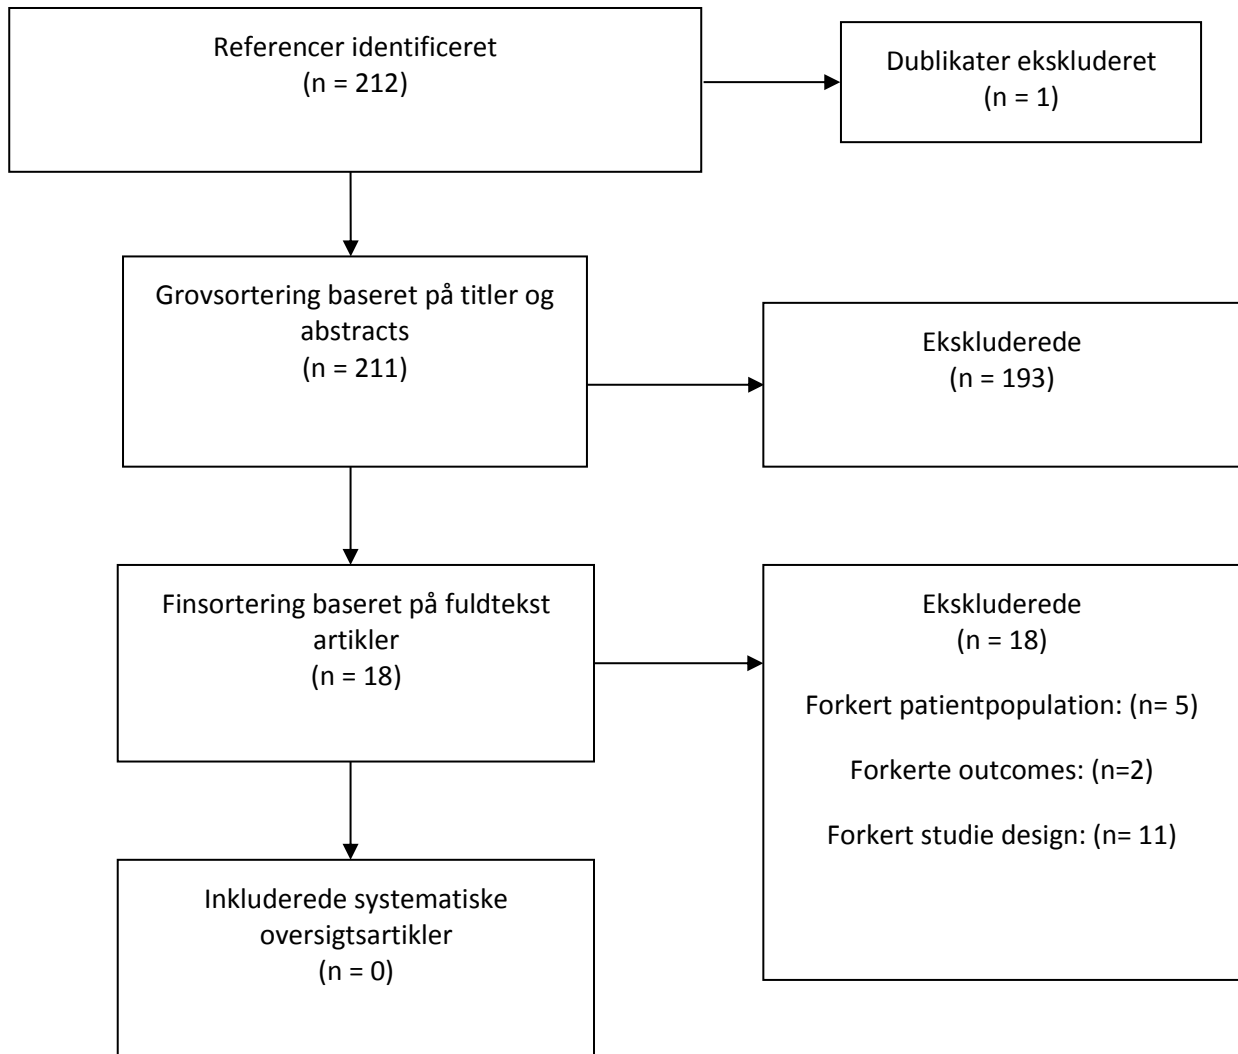 Referencer identificeret
(n = 212)
Dublikater ekskluderet
(n = 1)
Grovsortering baseret på titler og
abstracts
(n = 211)
Ekskluderede
(n = 193)
Finsortering baseret på fuldtekst
artikler
(n = 18)
Ekskluderede
(n = 18)
Forkert patientpopulation: (n= 5)
Forkerte outcomes: (n=2)
Forkert studie design: (n= 11)
Inkluderede systematiske
oversigtsartikler
(n = 0)